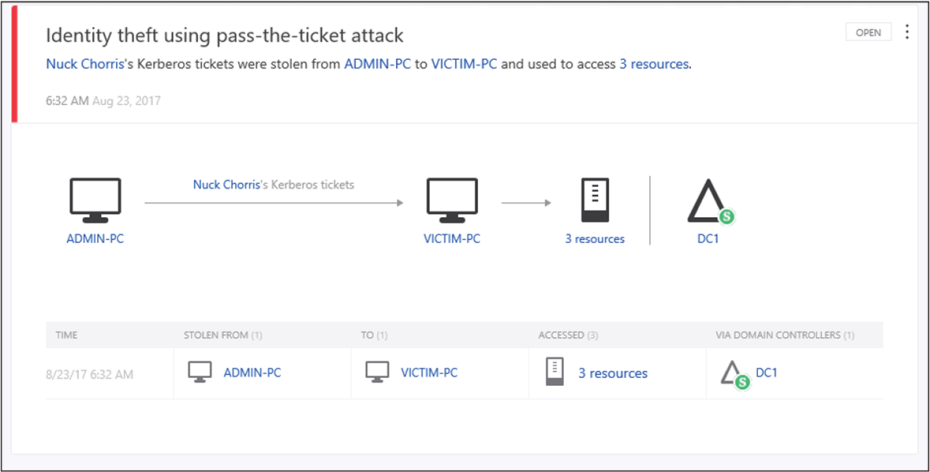 Identity theft using pass-the-ticket attack
OPEN
Nuck Chorris's Kerberos tickets were stolen from ADMIN-PC to VICTIM-PC and used to access 3 resources.
6:32 AM Aug 23, 2017
Nuck Chorris's Kerberos tickets
S
ADMIN-PC VICTIM-PC 3 resources DC1
TIME STOLEN FROM (1) TO (1) ACCESSED (3) VIA DOMAIN CONTROLLERS (1)
8/23/17 6:32 AM ADMIN-PC VICTIM-PC 3 resources S DC1